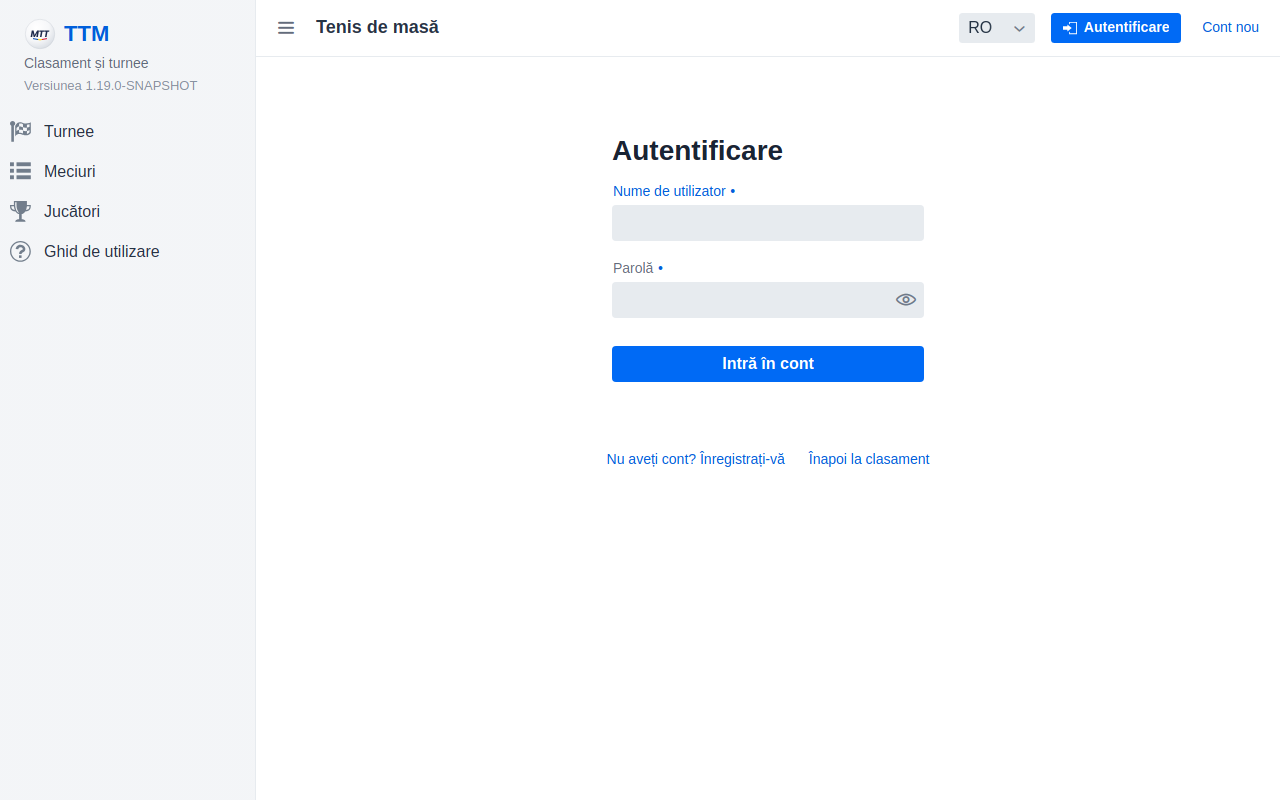 MTT
TTM
Clasament și turnee
Versiunea 1.19.0-SNAPSHOT
Turnee
Meciuri
Jucători
Ghid de utilizare
Tenis de masă
RO
Autentificare
Cont nou
Autentificare
Nume de utilizator •
Parolă •
Intră în cont
Nu aveți cont? Înregistrați-vă
Înapoi la clasament